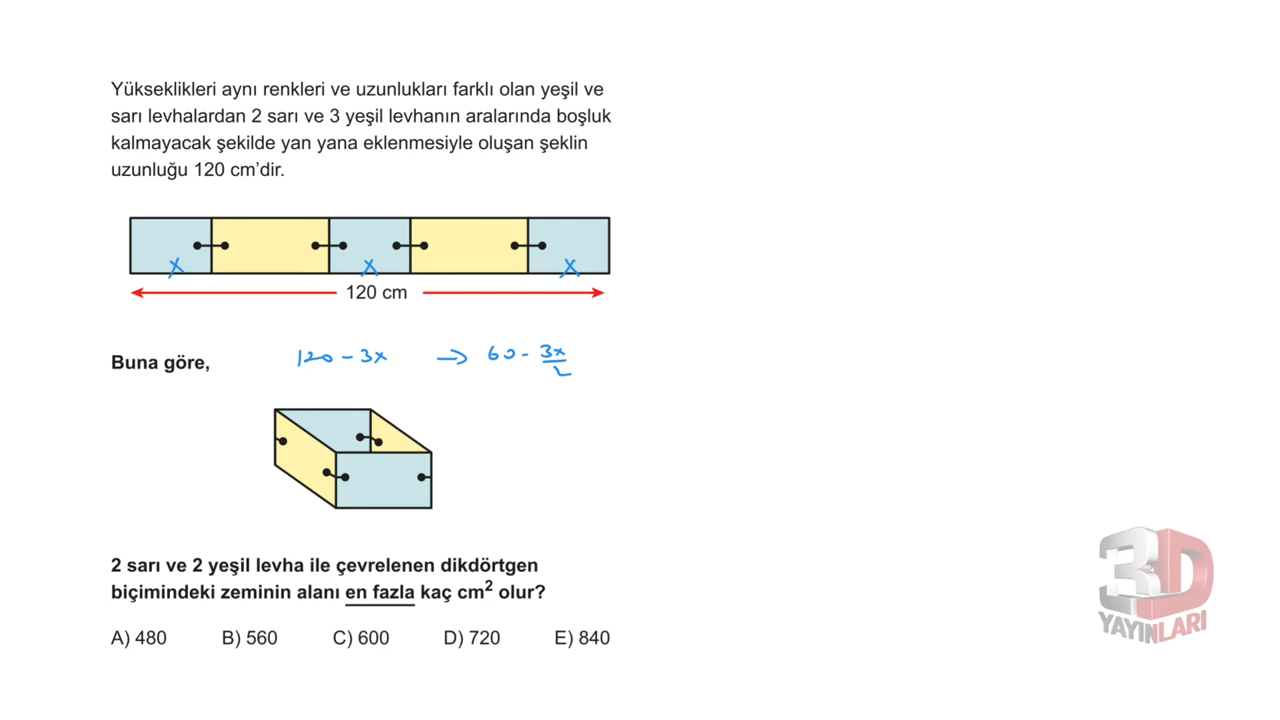 Yükseklikleri aynı renkleri ve uzunlukları farklı olan yeşil ve
sarı levhalardan 2 sarı ve 3 yeşil levhanın aralarında boşluk
kalmayacak şekilde yan yana eklenmesiyle oluşan şeklin
uzunluğu 120 cm'dir.
x x x
120 cm
Buna göre, 120 - 3x → 60 - 3x/2
2 sarı ve 2 yeşil levha ile çevrelenen dikdörtgen
biçimindeki zeminin alanı en fazla kaç cm² olur?
A) 480 B) 560 C) 600 D) 720 E) 840
3D
YAYINLARI